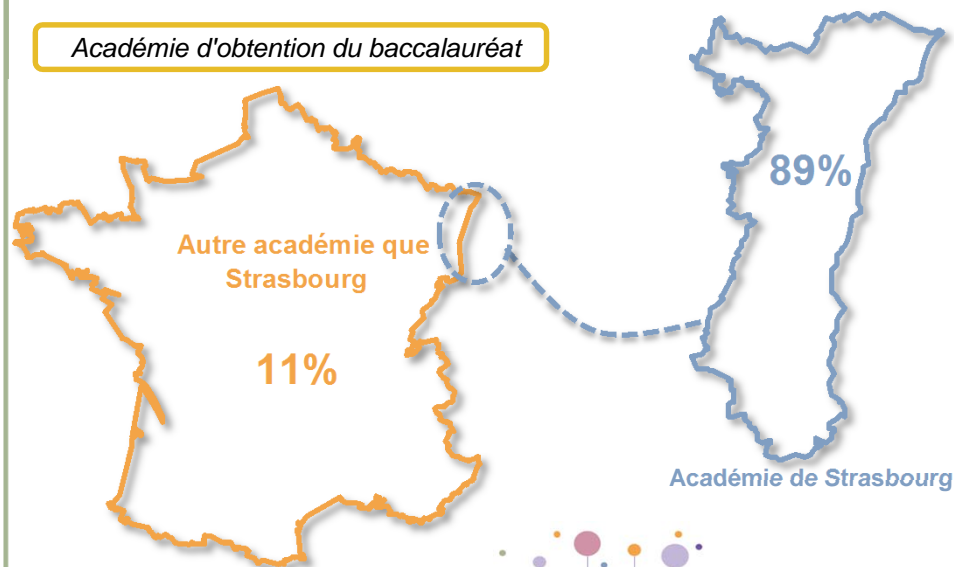 Académie d'obtention du baccalauréat
89%
Autre académie que
Strasbourg
11%
Académie de Strasbourg